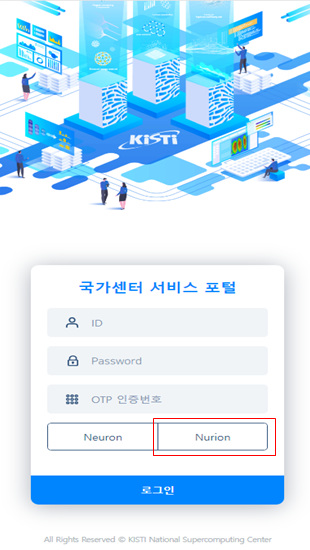 KiSTi
국가센터 서비스 포털
ID
Password
OTP 인증번호
Neuron
Nurion
로그인
All Rights Reserved © KISTI National Supercomputing Center